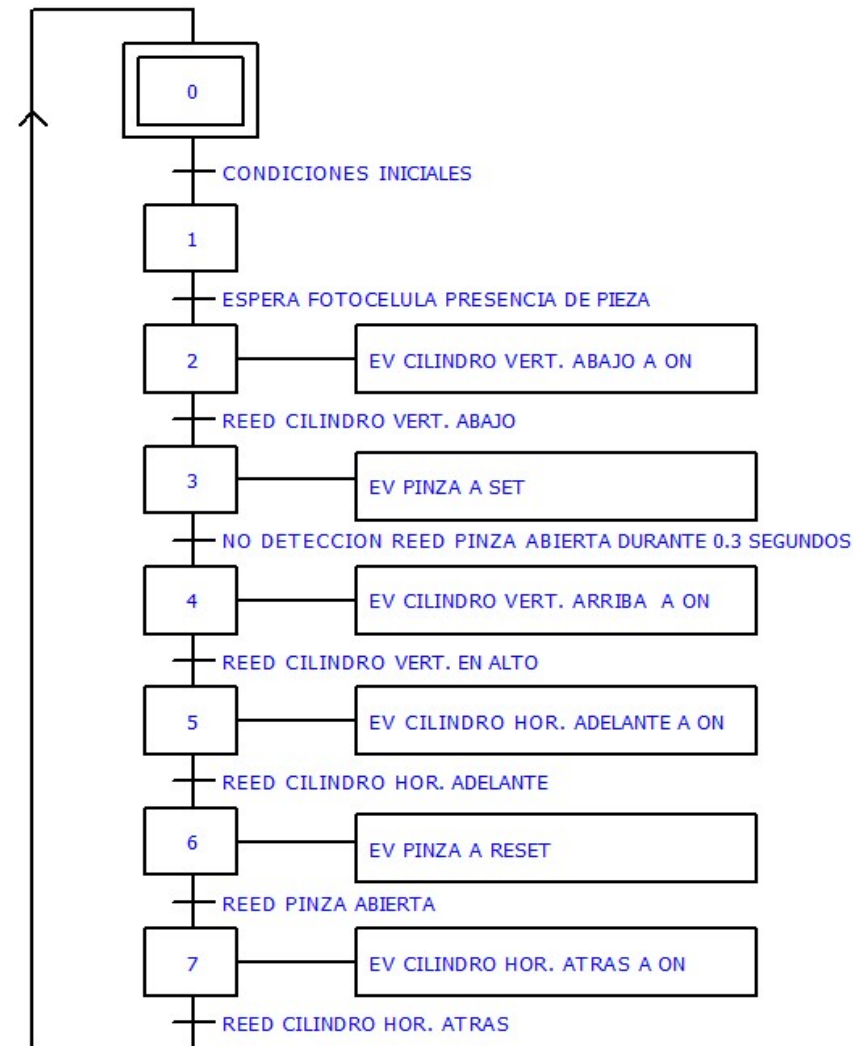 0
CONDICIONES INICIALES
1
ESPERA FOTOCELULA PRESENCIA DE PIEZA
2
EV CILINDRO VERT. ABAJO A ON
REED CILINDRO VERT. ABAJO
3
EV PINZA A SET
NO DETECCION REED PINZA ABIERTA DURANTE 0.3 SEGUNDOS
4
EV CILINDRO VERT. ARRIBA A ON
REED CILINDRO VERT. EN ALTO
5
EV CILINDRO HOR. ADELANTE A ON
REED CILINDRO HOR. ADELANTE
6
EV PINZA A RESET
REED PINZA ABIERTA
7
EV CILINDRO HOR. ATRAS A ON
REED CILINDRO HOR. ATRAS